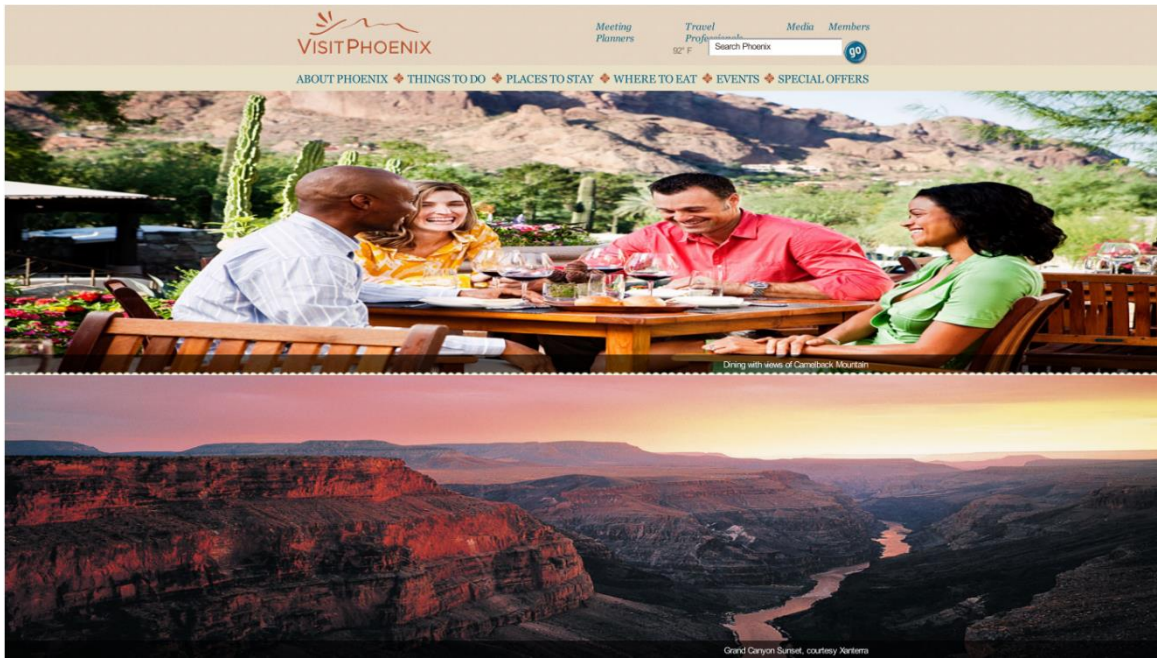 VISITPHOENIX
Meeting Planners
Travel Professionals
Media
Members
92° F
Search Phoenix
go
ABOUT PHOENIX THINGS TO DO PLACES TO STAY WHERE TO EAT EVENTS SPECIAL OFFERS
Dining with views of Camelback Mountain
Grand Canyon Sunset, courtesy Xanterra